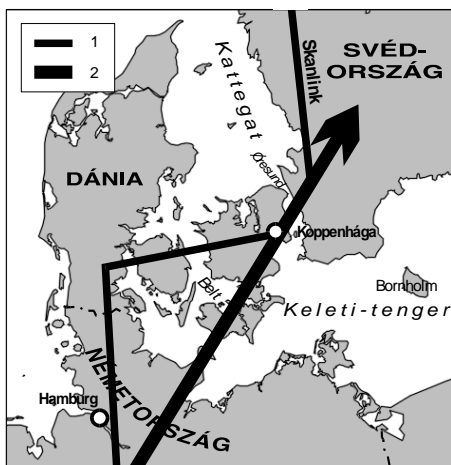 1
2
Kattegat
Skanlink
SVÉD-
ORSZÁG
Øresund
DÁNIA
Koppenhága
Belt
Bornholm
Keleti-tenger
NÉMETORSZÁG
Hamburg